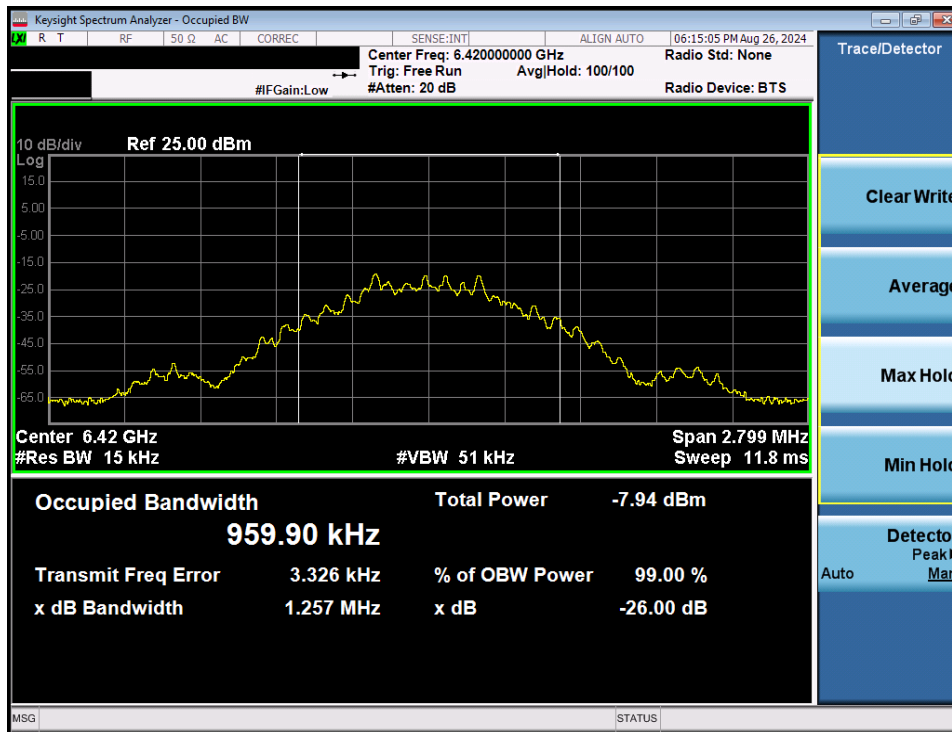 Keysight Spectrum Analyzer - Occupied BW
LXI R T RF 50 Ω AC CORREC SENSE:INT ALIGN AUTO 06:15:05 PM Aug 26, 2024
Center Freq: 6.420000000 GHz Radio Std: None
Trig: Free Run Avg|Hold: 100/100
#IFGain:Low #Atten: 20 dB Radio Device: BTS
10 dB/div Ref 25.00 dBm
Log
15.0
5.00
-5.00
-15.0
-25.0
-35.0
-45.0
-55.0
-65.0
Center 6.42 GHz Span 2.799 MHz
#Res BW 15 kHz #VBW 51 kHz Sweep 11.8 ms
Occupied Bandwidth Total Power -7.94 dBm
959.90 kHz
Transmit Freq Error 3.326 kHz % of OBW Power 99.00 %
x dB Bandwidth 1.257 MHz x dB -26.00 dB
MSG STATUS
Trace/Detector
Clear Write
Average
Max Hold
Min Hold
Detector
Peak
Auto Man